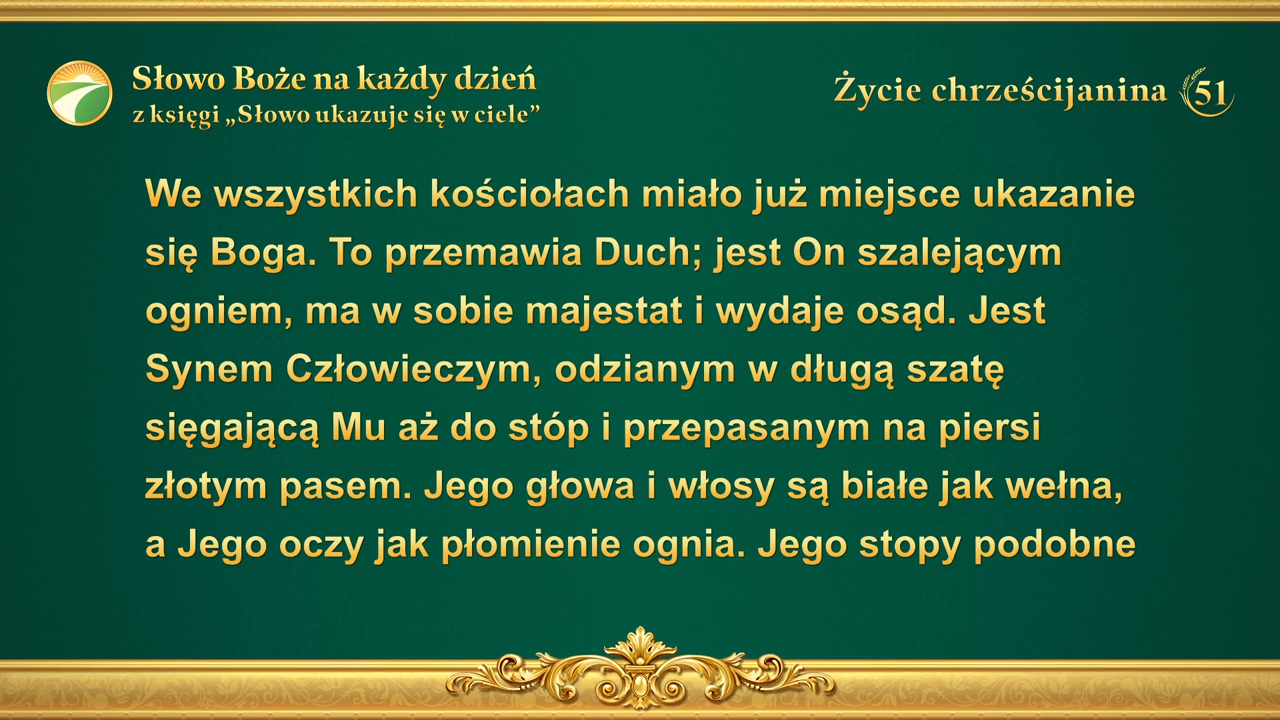 Słowo Boże na każdy dzień
z księgi „Słowo ukazuje się w ciele”
Życie chrześcijanina 51
We wszystkich kościołach miało już miejsce ukazanie
się Boga. To przemawia Duch; jest On szalejącym
ogniem, ma w sobie majestat i wydaje osąd. Jest
Synem Człowieczym, odzianym w długą szatę
sięgającą Mu aż do stóp i przepasanym na piersi
złotym pasem. Jego głowa i włosy są białe jak wełna,
a Jego oczy jak płomienie ognia. Jego stopy podobne